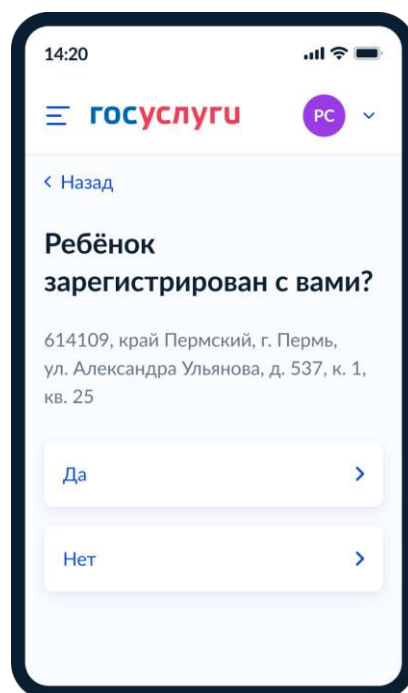 14:20
госуслуги
РС
Назад
Ребёнок
зарегистрирован с вами?
614109, край Пермский, г. Пермь,
ул. Александра Ульянова, д. 537, к. 1,
кв. 25
Да
Нет